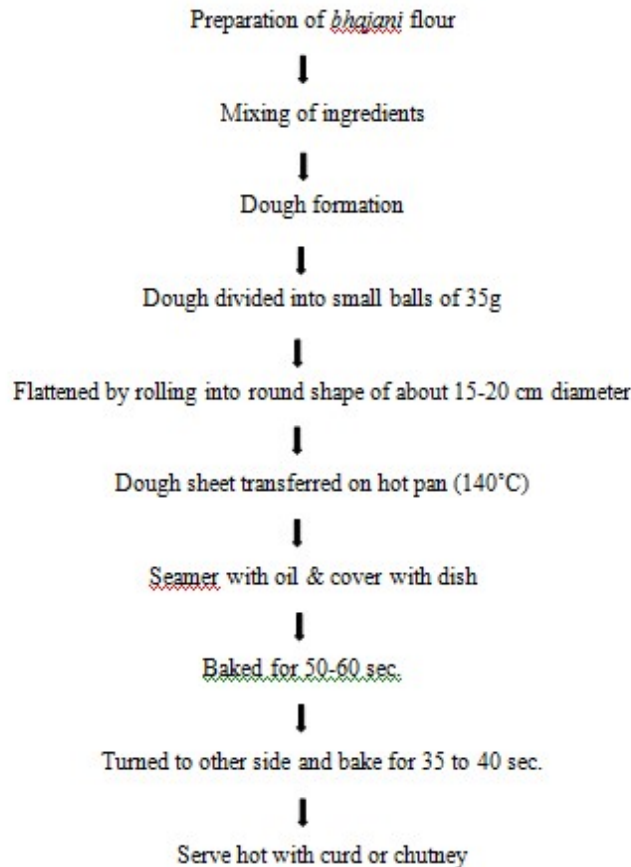 Preparation of bhajani flour
Mixing of ingredients
Dough formation
Dough divided into small balls of 35g
Flattened by rolling into round shape of about 15-20 cm diameter
Dough sheet transferred on hot pan (140°C)
Seamer with oil & cover with dish
Baked for 50-60 sec.
Turned to other side and bake for 35 to 40 sec.
Serve hot with curd or chutney